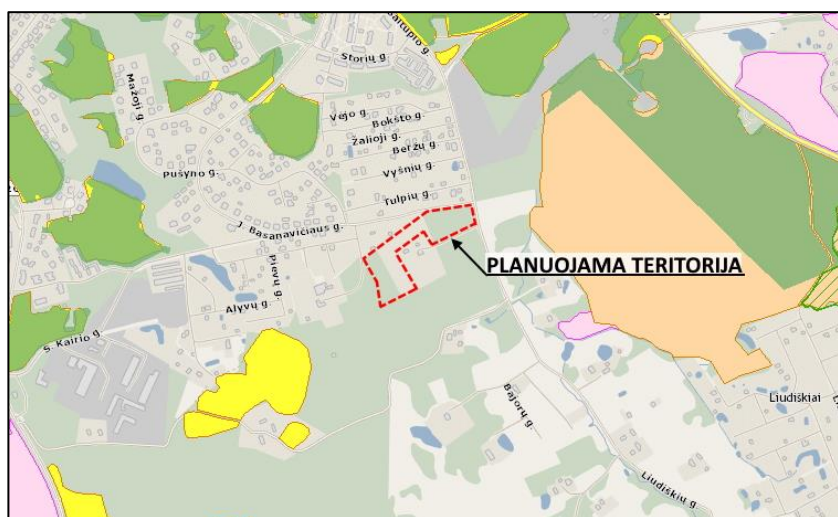 Storių g.
Mažoji g.
Vėjo g.
Bokšto g.
Žalioji g.
Beržų g.
Pušyno g.
Vyšnių g.
Tulpių g.
J. Basanavičiaus g.
PLANUOJAMA TERITORIJA
Pievų g.
Alyvų g.
S. Kairio g.
Bajorų g.
Liudiškiai
Liudiškių g.